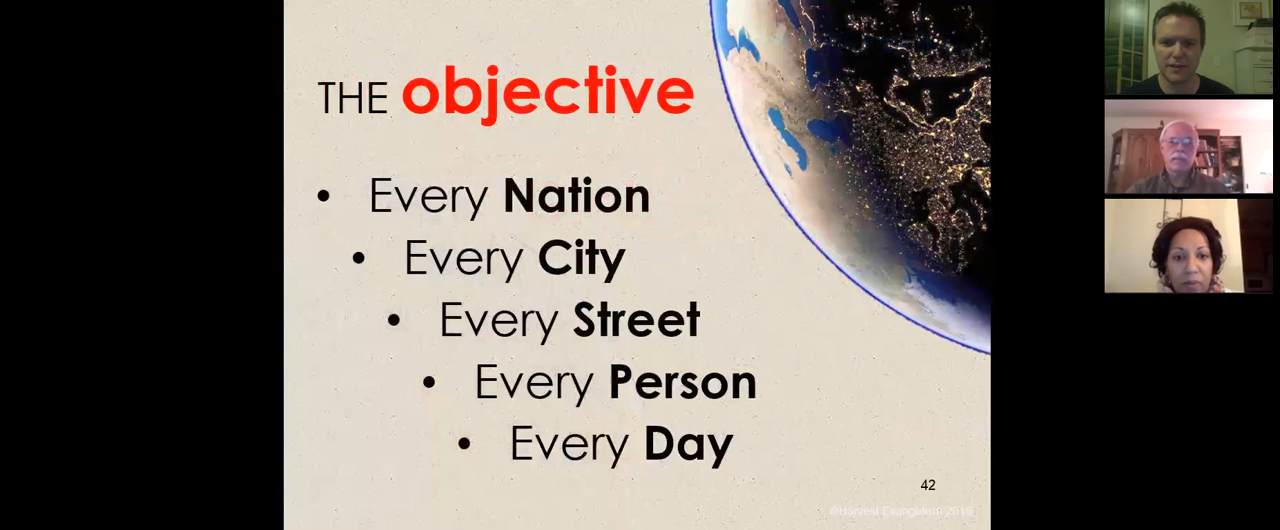 THE objective
• Every Nation
• Every City
• Every Street
• Every Person
• Every Day
42
©Harvest Evangelism 2016